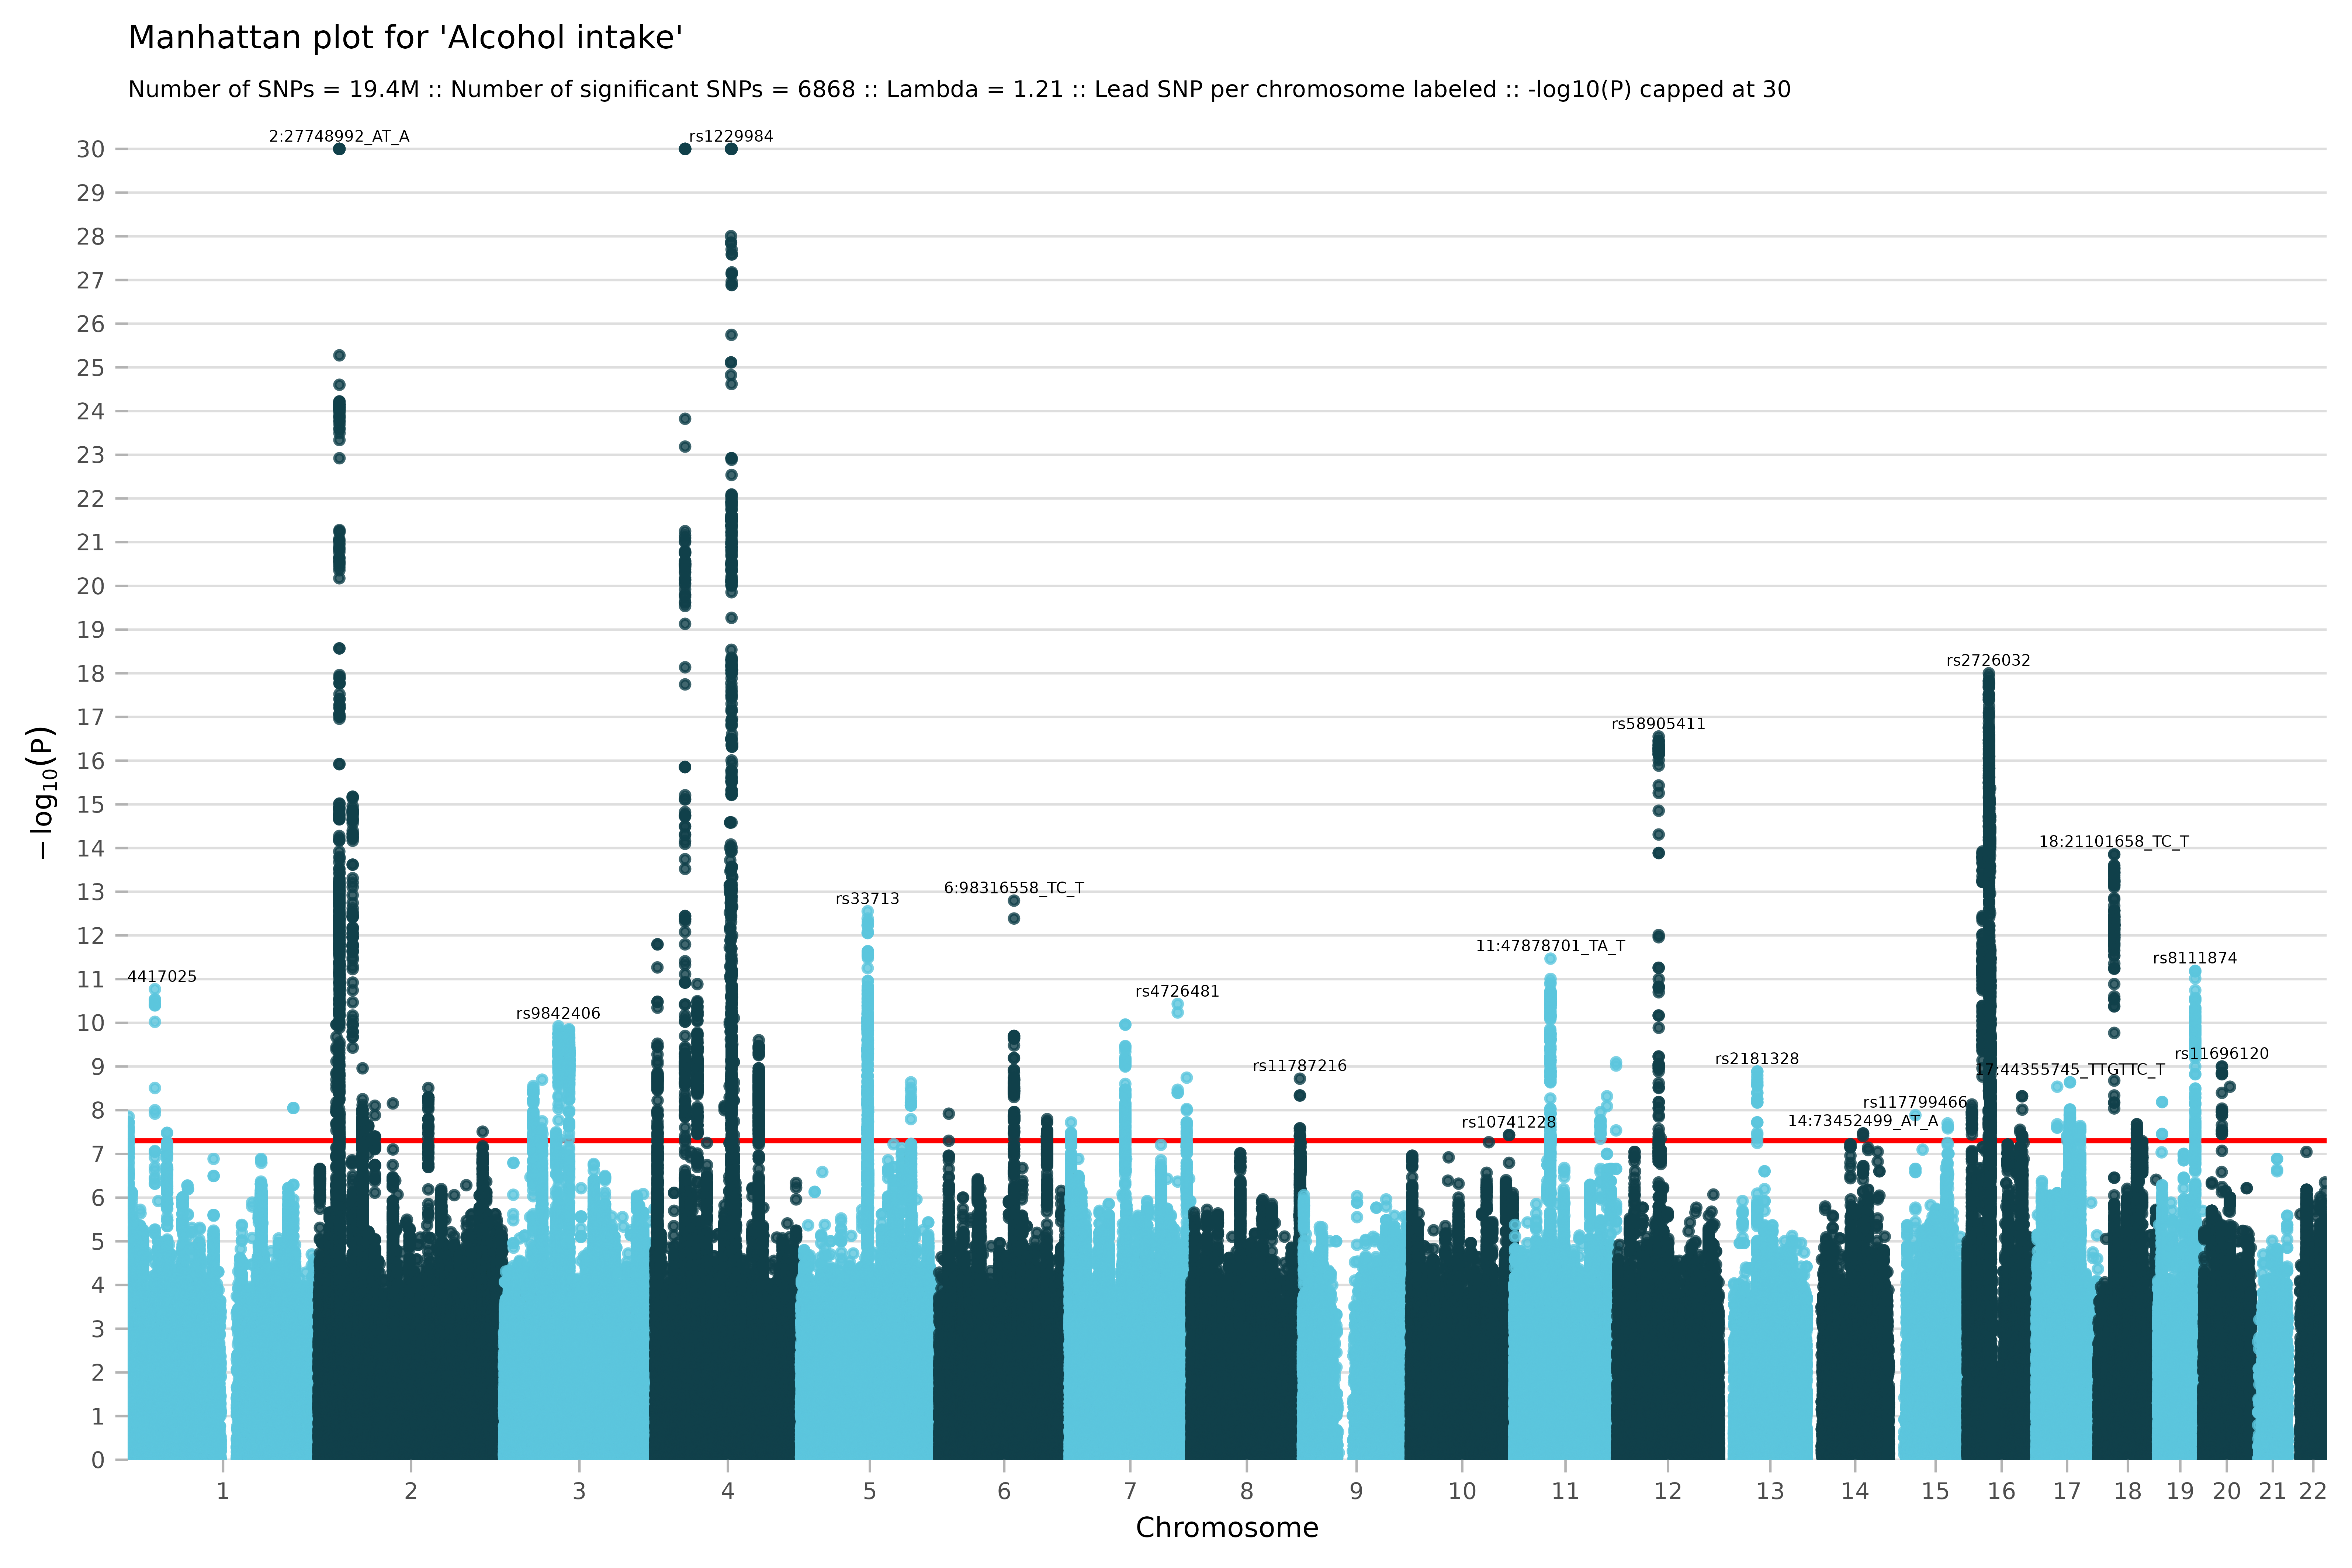 Manhattan plot for 'Alcohol intake'
Number of SNPs = 19.4M :: Number of significant SNPs = 6868 :: Lambda = 1.21 :: Lead SNP per chromosome labeled :: -log10(P) capped at 30
2:27748992_AT_A
rs1229984
rs2726032
rs58905411
18:21101658_TC_T
6:98316558_TC_T
rs33713
11:47878701_TA_T
rs8111874
4417025
rs4726481
rs9842406
rs11696120
rs2181328
rs11787216
17:44355745_TTGTTC_T
rs117799466
14:73452499_AT_A
rs10741228
30
29
28
27
26
25
24
23
22
21
20
19
18
17
16
15
14
13
12
11
10
9
8
7
6
5
4
3
2
1
0
− log10(P)
1 2 3 4 5 6 7 8 9 10 11 12 13 14 15 16 17 18 19 20 21 22
Chromosome